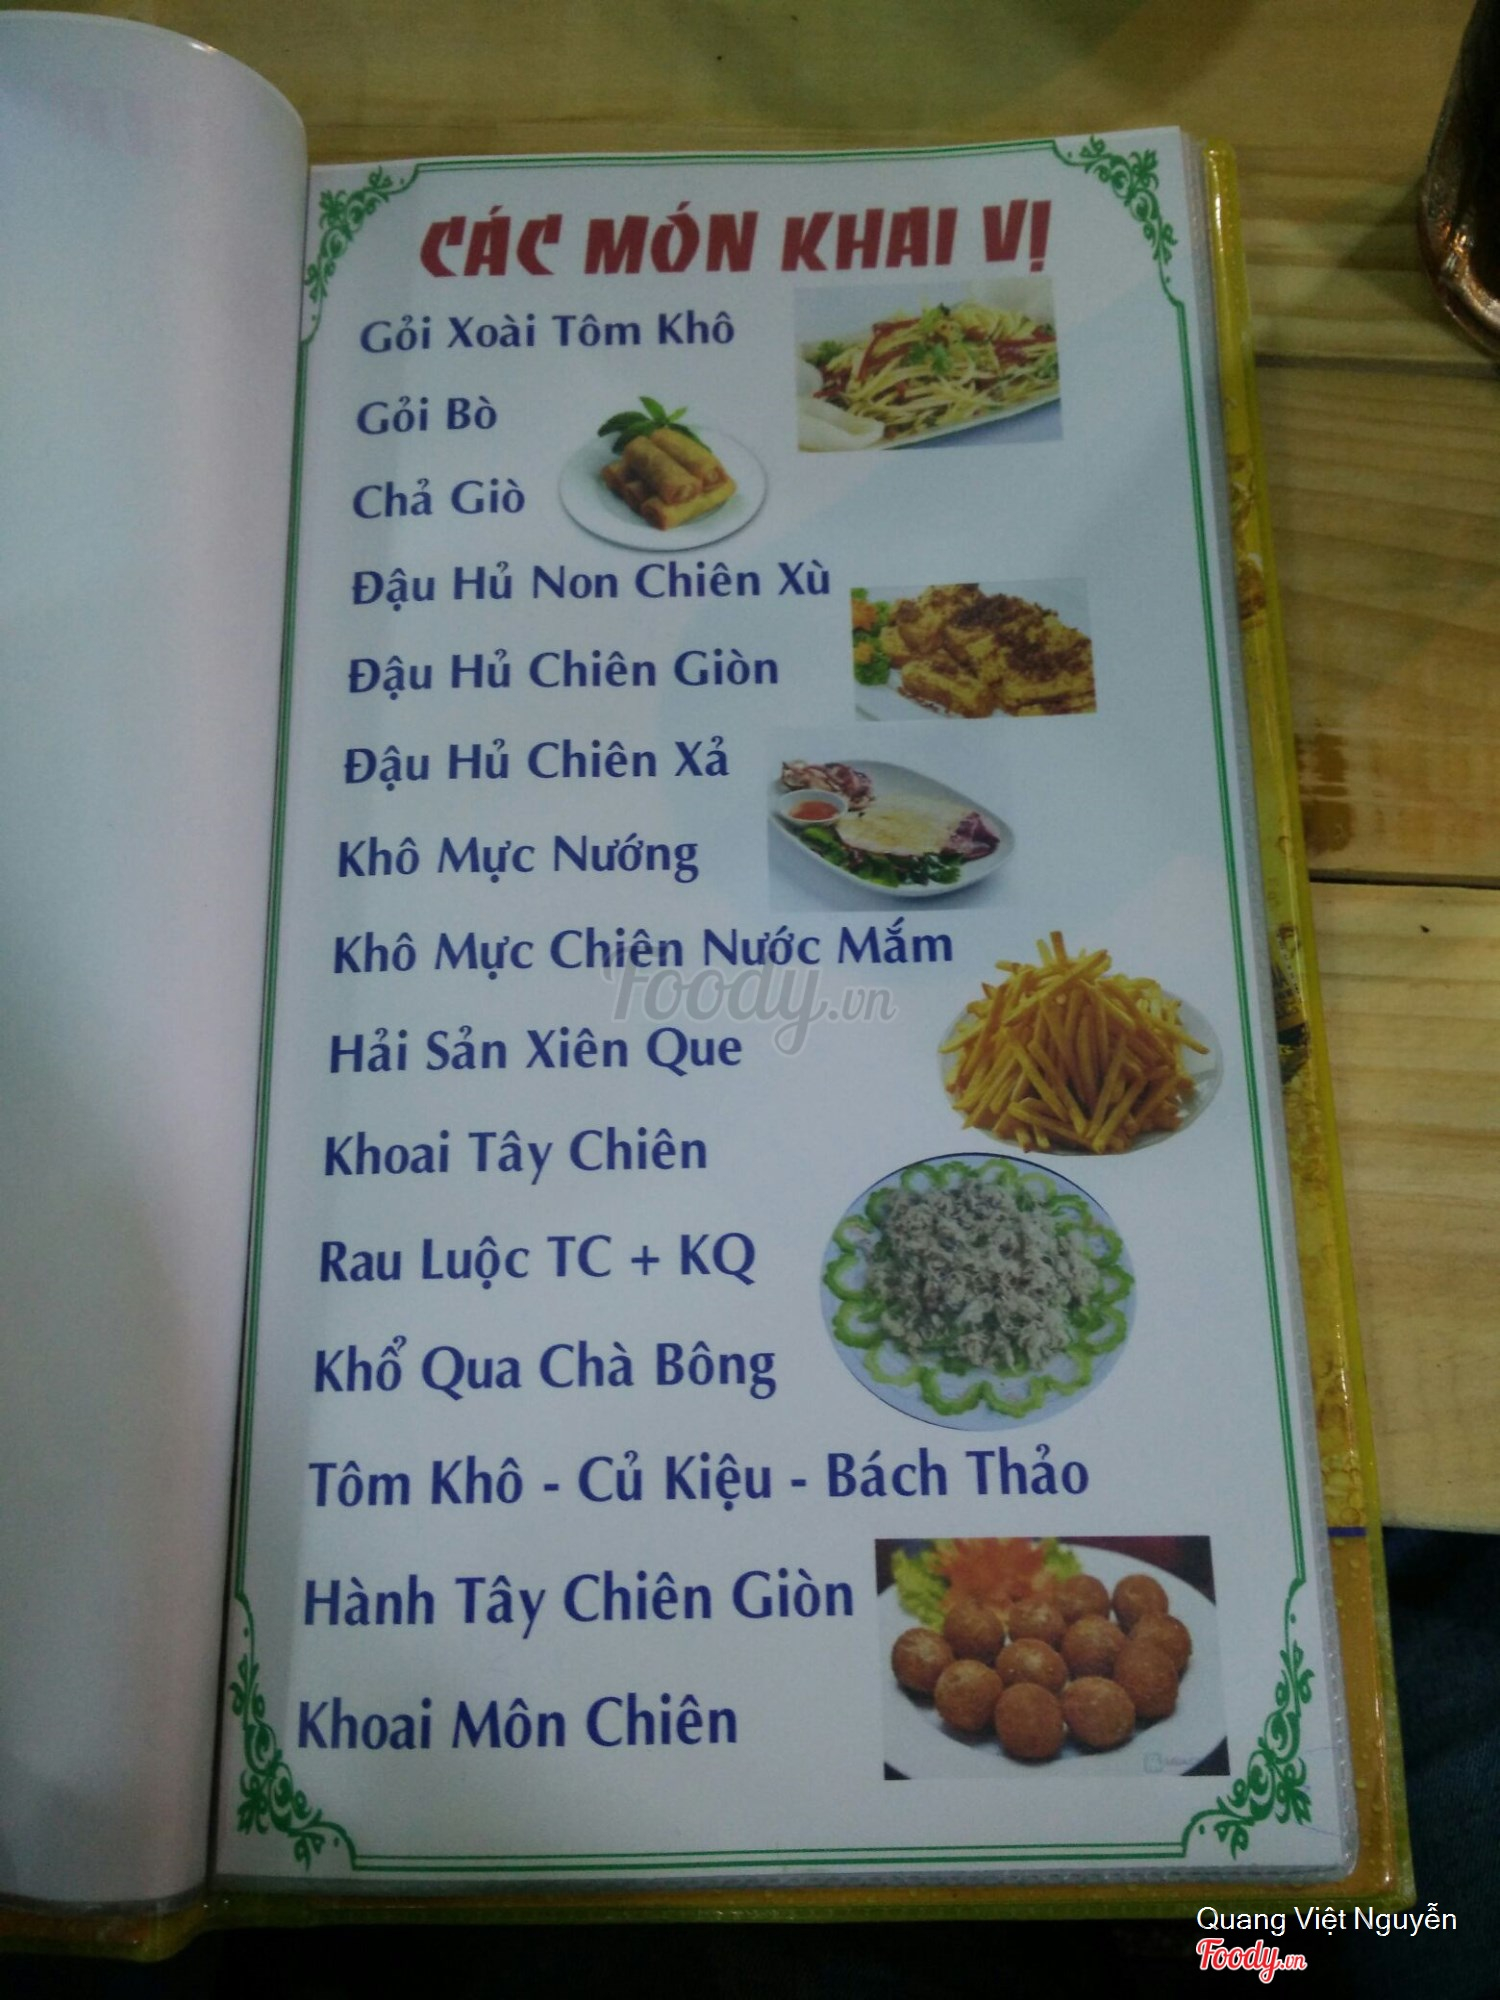 CÁC MÓN KHAI VỊ
Gỏi Xoài Tôm Khô
Gỏi Bò
Chả Giò
Đậu Hủ Non Chiên Xù
Đậu Hủ Chiên Giòn
Đậu Hủ Chiên Xả
Khô Mực Nướng
Khô Mực Chiên Nước Mắm
Foody.vn
Hải Sản Xiên Que
Khoai Tây Chiên
Rau Luộc TC + KQ
Khổ Qua Chà Bông
Tôm Khô - Củ Kiệu - Bách Thảo
Hành Tây Chiên Giòn
Khoai Môn Chiên
Quang Việt Nguyễn
Foody.vn